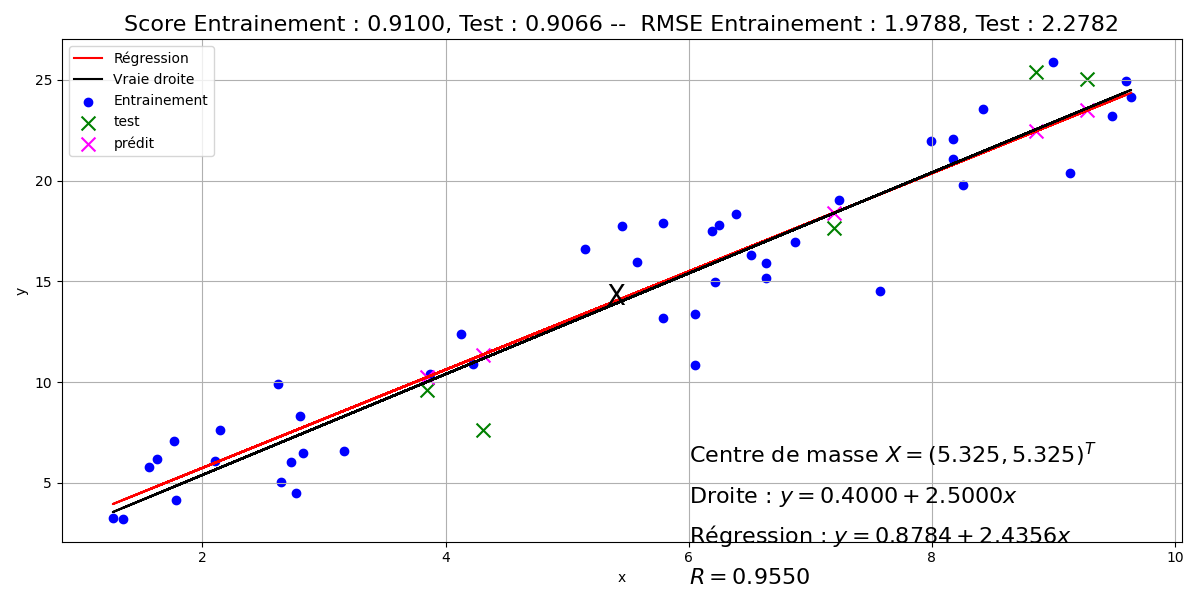 Score Entrainement : 0.9100, Test : 0.9066 --  RMSE Entrainement : 1.9788, Test : 2.2782
Régression
Vraie droite
Entrainement
test
prédit
25
20
15
10
5
y
X
Centre de masse X = (5.325, 5.325)^T
Droite : y = 0.4000 + 2.5000x
Régression : y = 0.8784 + 2.4356x
R = 0.9550
2
4
6
8
10
x